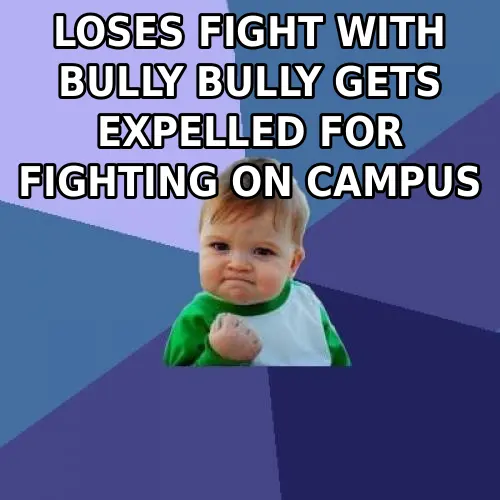 LOSES FIGHT WITH
BULLY BULLY GETS
EXPELLED FOR
FIGHTING ON CAMPUS